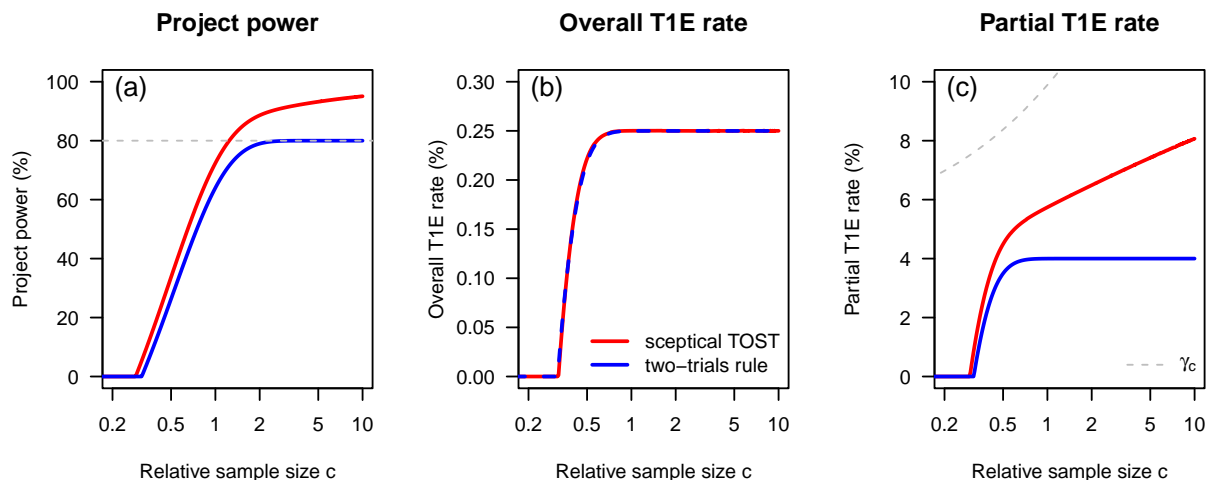 Project power
(a)
Project power (%)
100
80
60
40
20
0
0.2 0.5 1 2 5 10
Relative sample size c
Overall T1E rate
(b)
Overall T1E rate (%)
0.30
0.25
0.20
0.15
0.10
0.05
0.00
sceptical TOST
two−trials rule
0.2 0.5 1 2 5 10
Relative sample size c
Partial T1E rate
(c)
Partial T1E rate (%)
10
8
6
4
2
0
γc
0.2 0.5 1 2 5 10
Relative sample size c